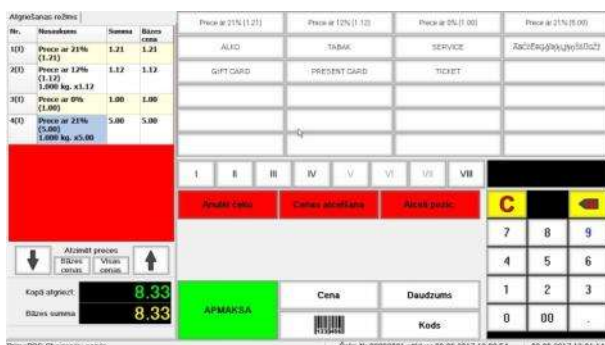 Atgriešanas režīms
Nr. Nosaukums Summa Bāzes cena
1(1) Prece ar 21% (1.21) 1.21 1.21
2(1) Prece ar 12% (1.12) 1.12 1.12
1.000 kg. x1.12
3(1) Prece ar 0% (1.00) 1.00 1.00
4(1) Prece ar 21% (5.00) 5.00 5.00
1.000 kg. x5.00
Atzīmēt preces
Bāzes cenas
Visas cenas
Kopā atgriezt: 8.33
Bāzes summa 8.33
Prece ar 21% (1.21) Prece ar 12% (1.12) Prece ar 0% (1.00) Prece ar 21% (5.00)
ALKO TABAK SERVICE
GIFT CARD PRESENT CARD TICKET
I II III IV V VI VII VIII
Anulēt čeku Cenas atcelšana Atcelt pozīc.
APMAKSA
Cena Daudzums
Kods
C
7 8 9
4 5 6
1 2 3
0 00 .